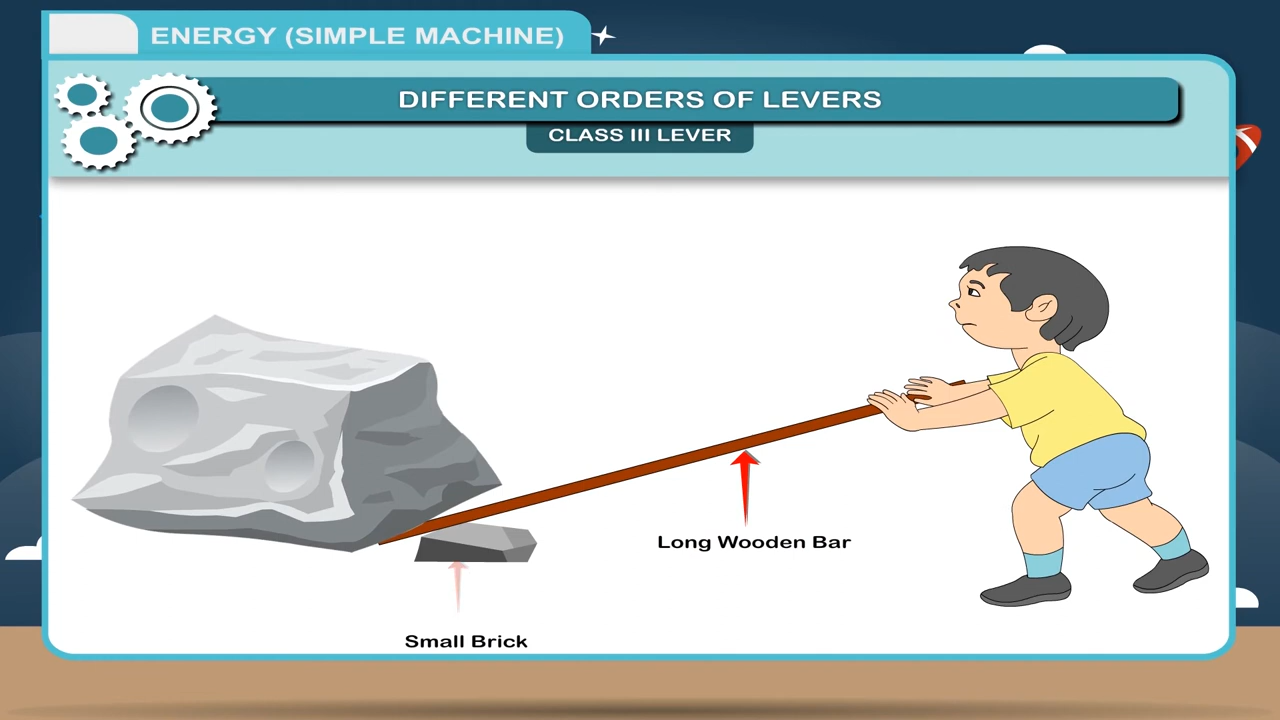 ENERGY (SIMPLE MACHINE)
DIFFERENT ORDERS OF LEVERS
CLASS III LEVER
Long Wooden Bar
Small Brick